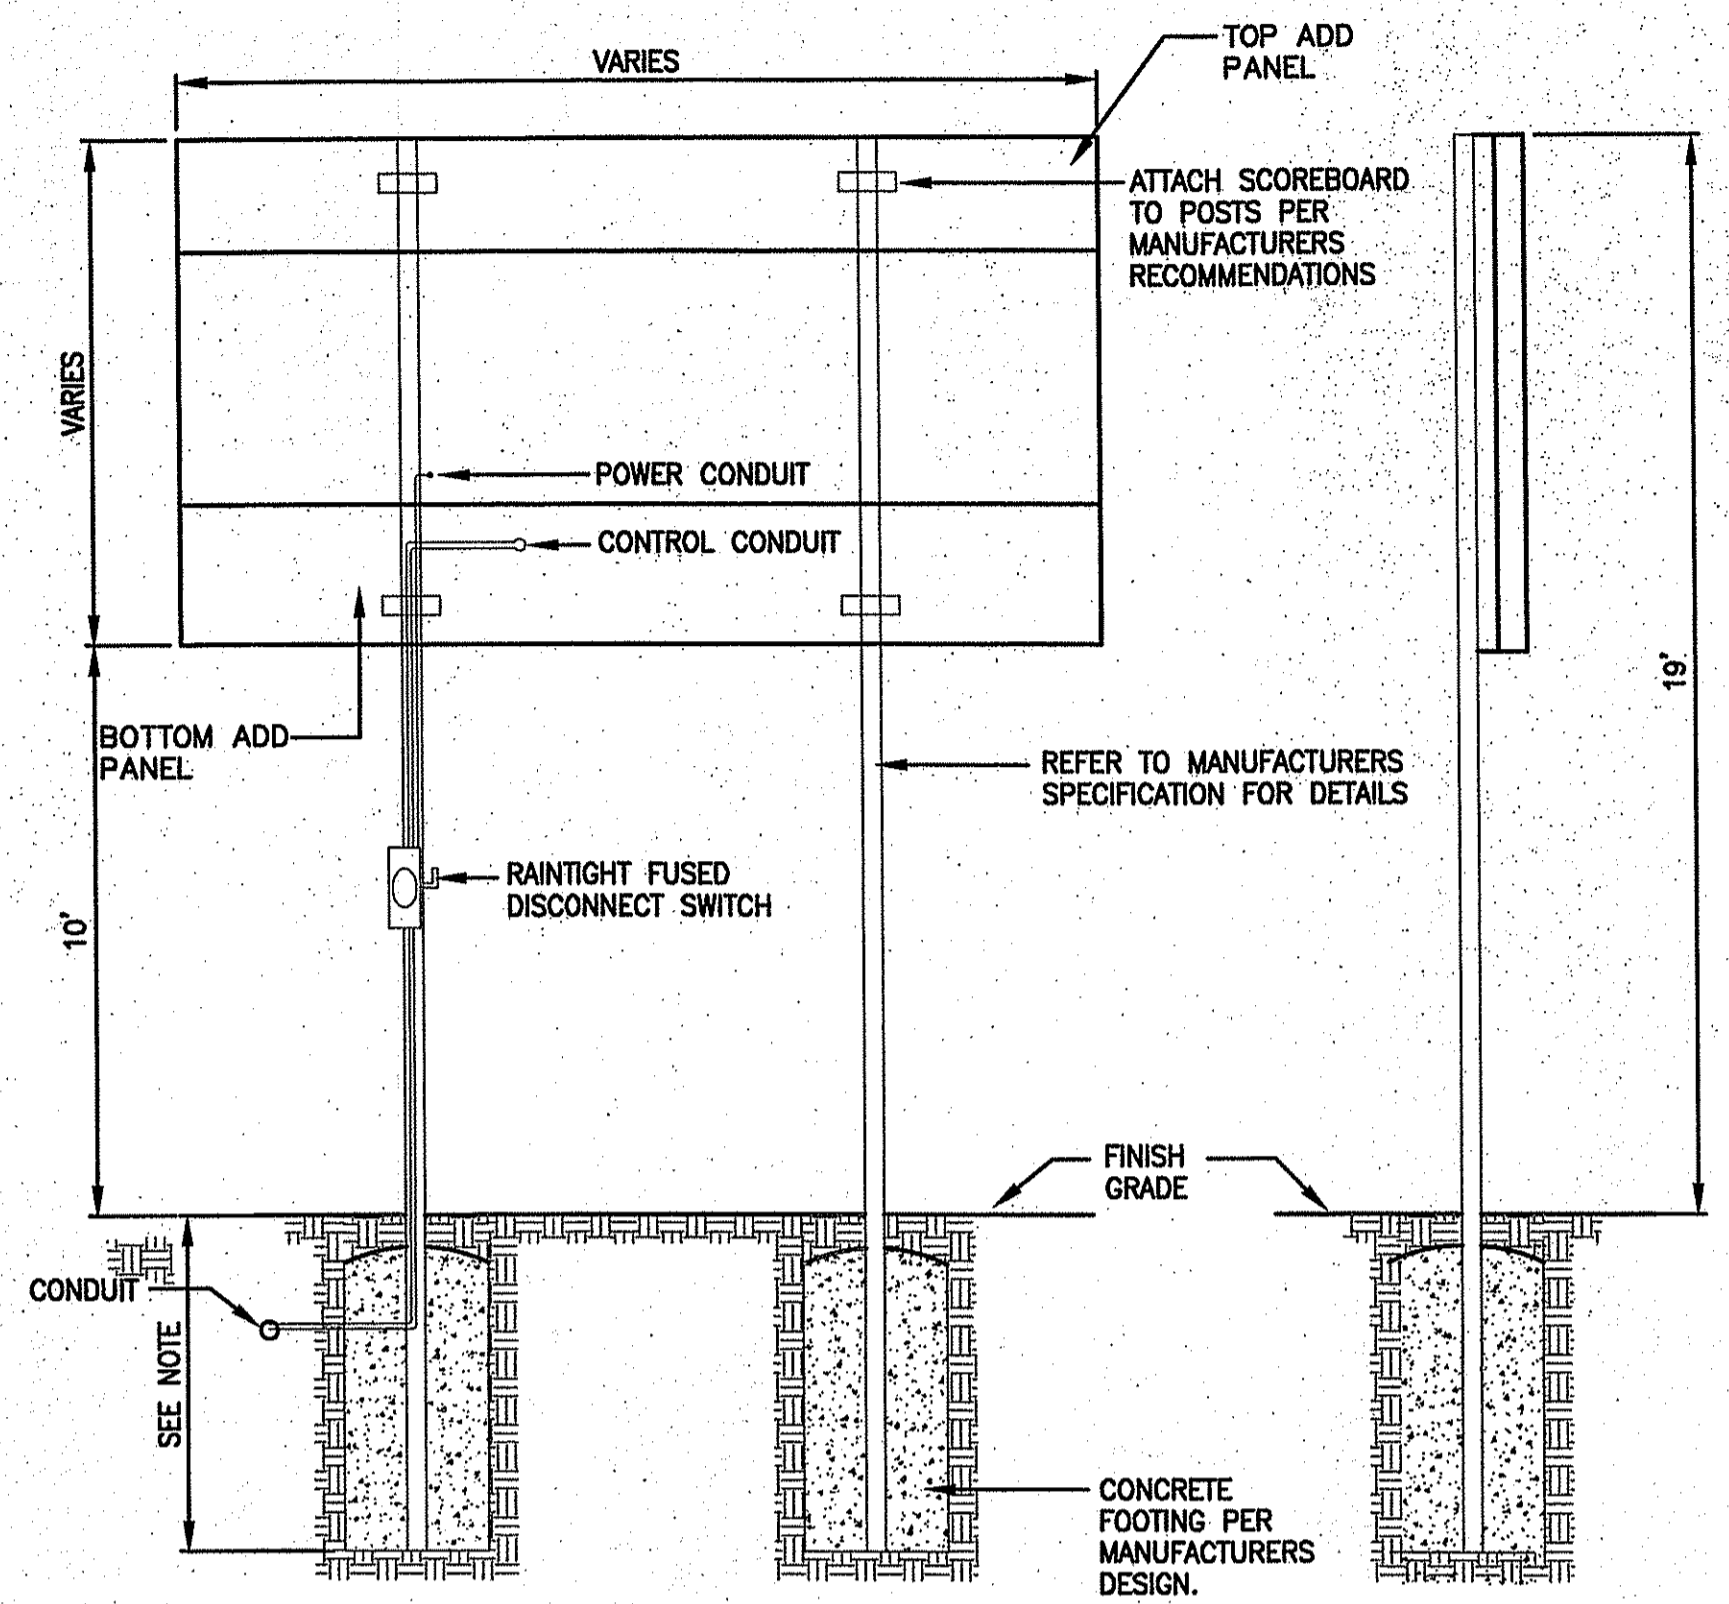 VARIES
TOP ADD
PANEL
ATTACH SCOREBOARD
TO POSTS PER
MANUFACTURERS
RECOMMENDATIONS
VARIES
POWER CONDUIT
CONTROL CONDUIT
19'
BOTTOM ADD
PANEL
REFER TO MANUFACTURERS
SPECIFICATION FOR DETAILS
RAINTIGHT FUSED
DISCONNECT SWITCH
10'
FINISH
GRADE
CONDUIT
SEE NOTE
CONCRETE
FOOTING PER
MANUFACTURERS
DESIGN.